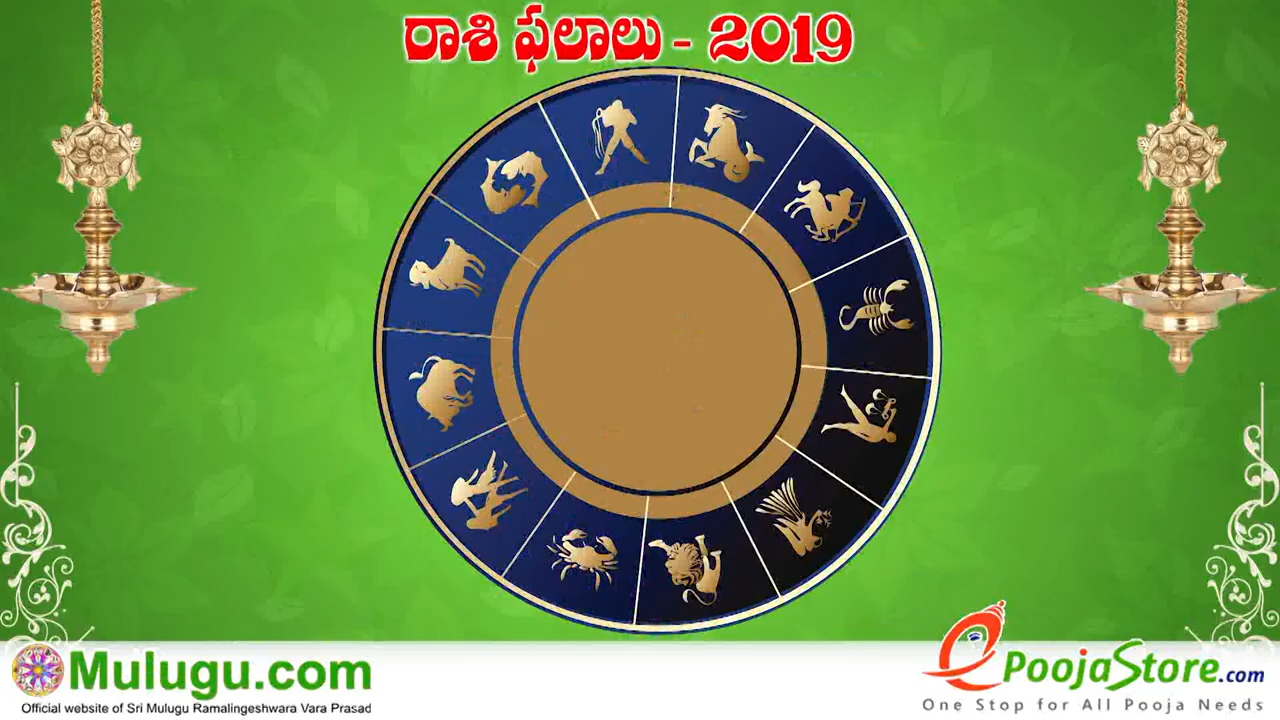 రాశి ఫలాలు - 2019
Mulugu.com
Official website of Sri Mulugu Ramalingeshwara Vara Prasad
ePoojaStore.com
One Stop for All Pooja Needs